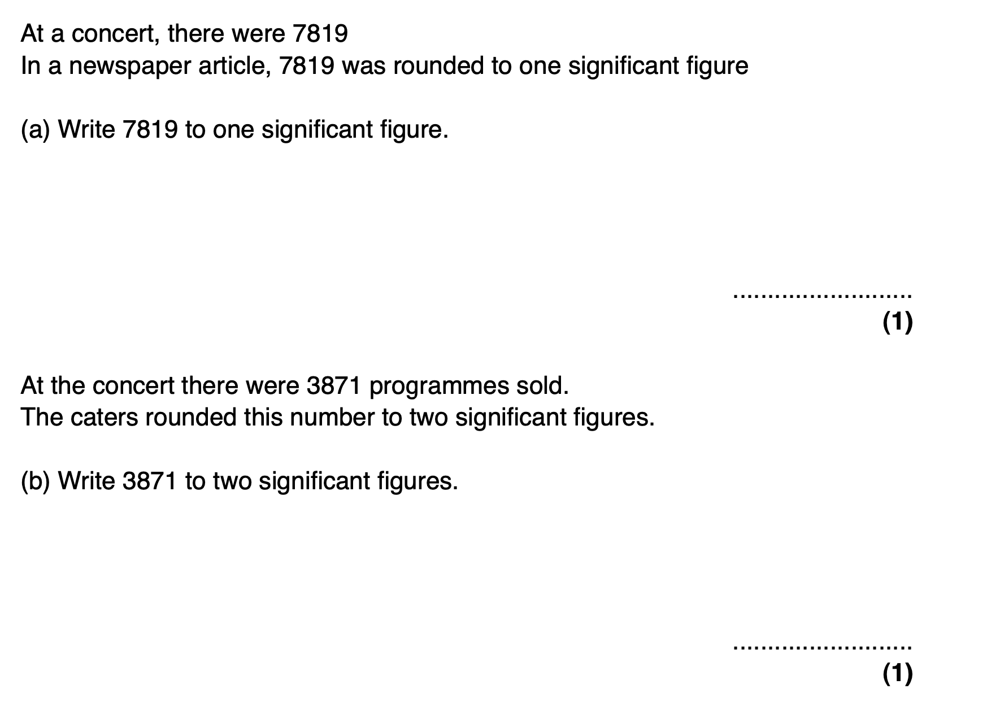 At a concert, there were 7819
In a newspaper article, 7819 was rounded to one significant figure
(a) Write 7819 to one significant figure.
..........................
(1)
At the concert there were 3871 programmes sold.
The caters rounded this number to two significant figures.
(b) Write 3871 to two significant figures.
..........................
(1)